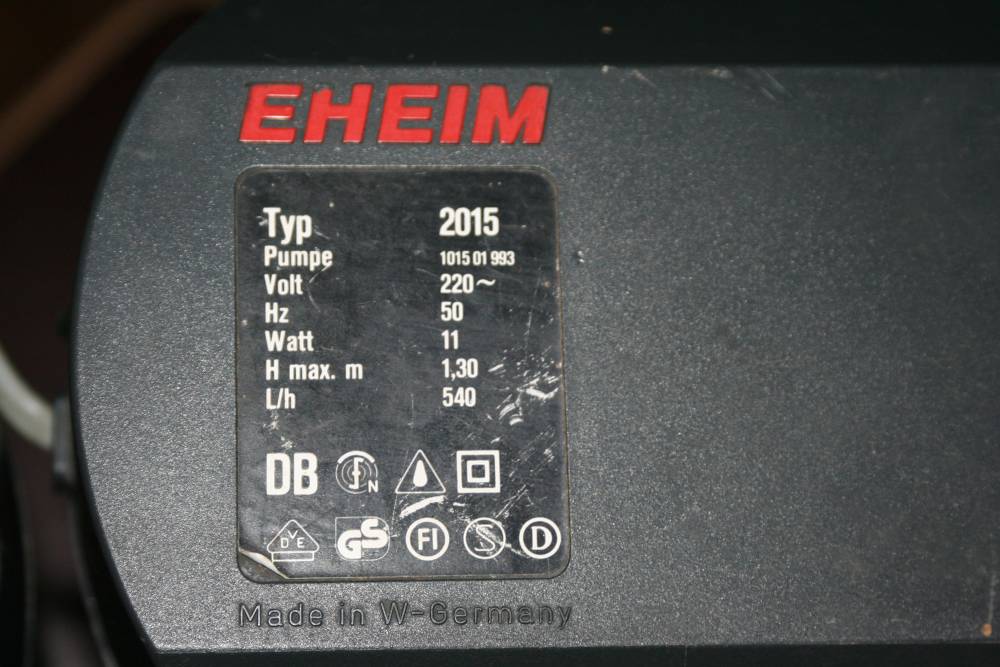 EHEIM
Typ 2015
Pumpe 1015 01 993
Volt 220~
Hz 50
Watt 11
H max. m 1,30
L/h 540
DB N
DVE GS FI S D
Made in W-Germany